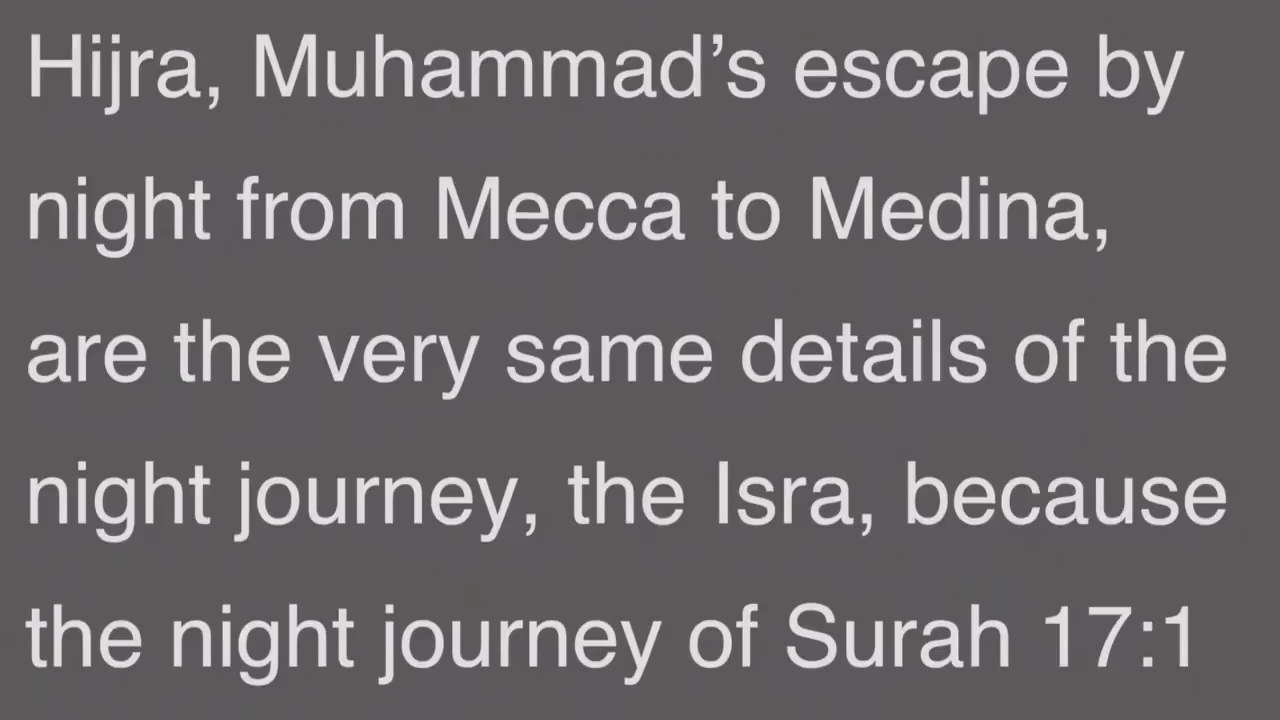 Hijra, Muhammad’s escape by
night from Mecca to Medina,
are the very same details of the
night journey, the Isra, because
the night journey of Surah 17:1